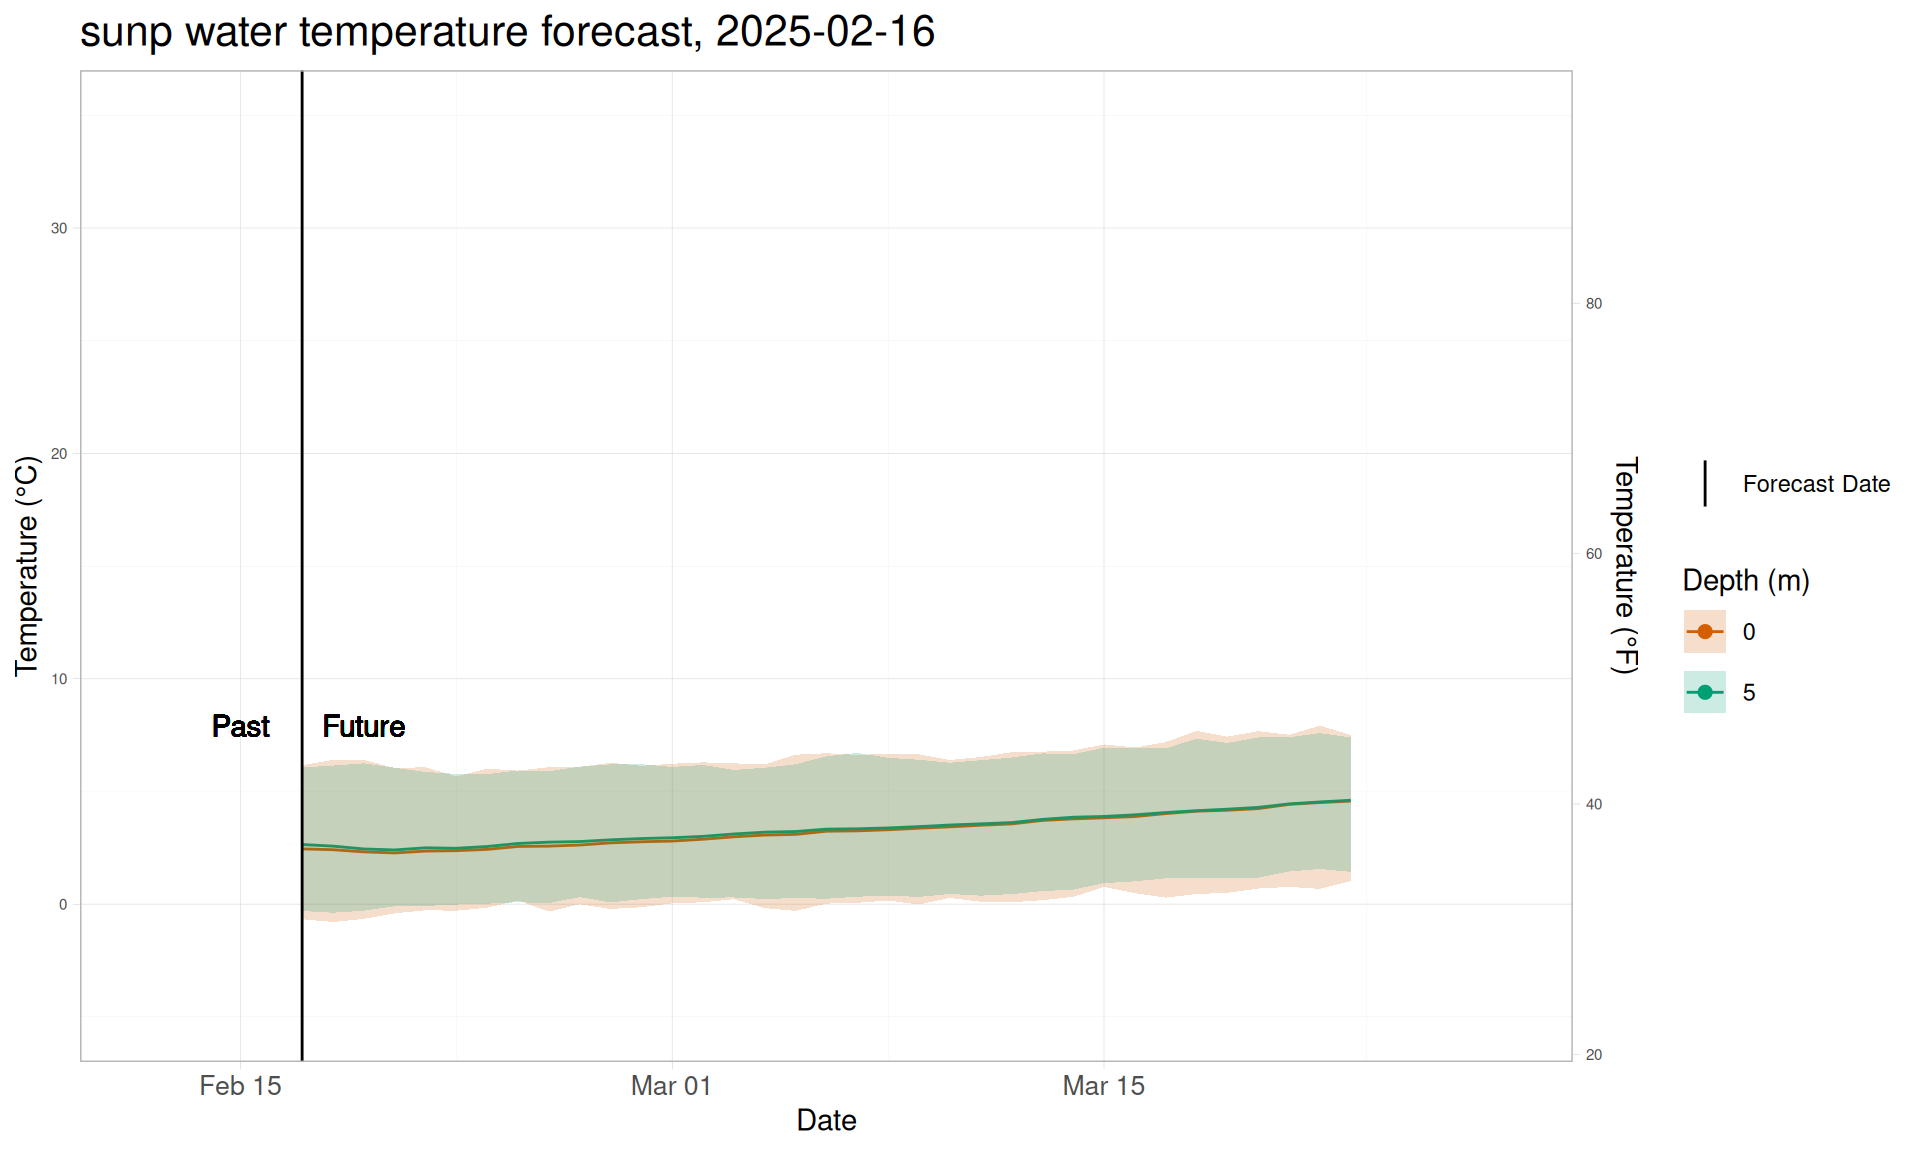 sunp water temperature forecast, 2025-02-16
Temperature (°C)
30
20
10
0
Past
Future
Feb 15
Mar 01
Mar 15
Date
80
60
40
20
Temperature (°F)
Forecast Date
Depth (m)
0
5